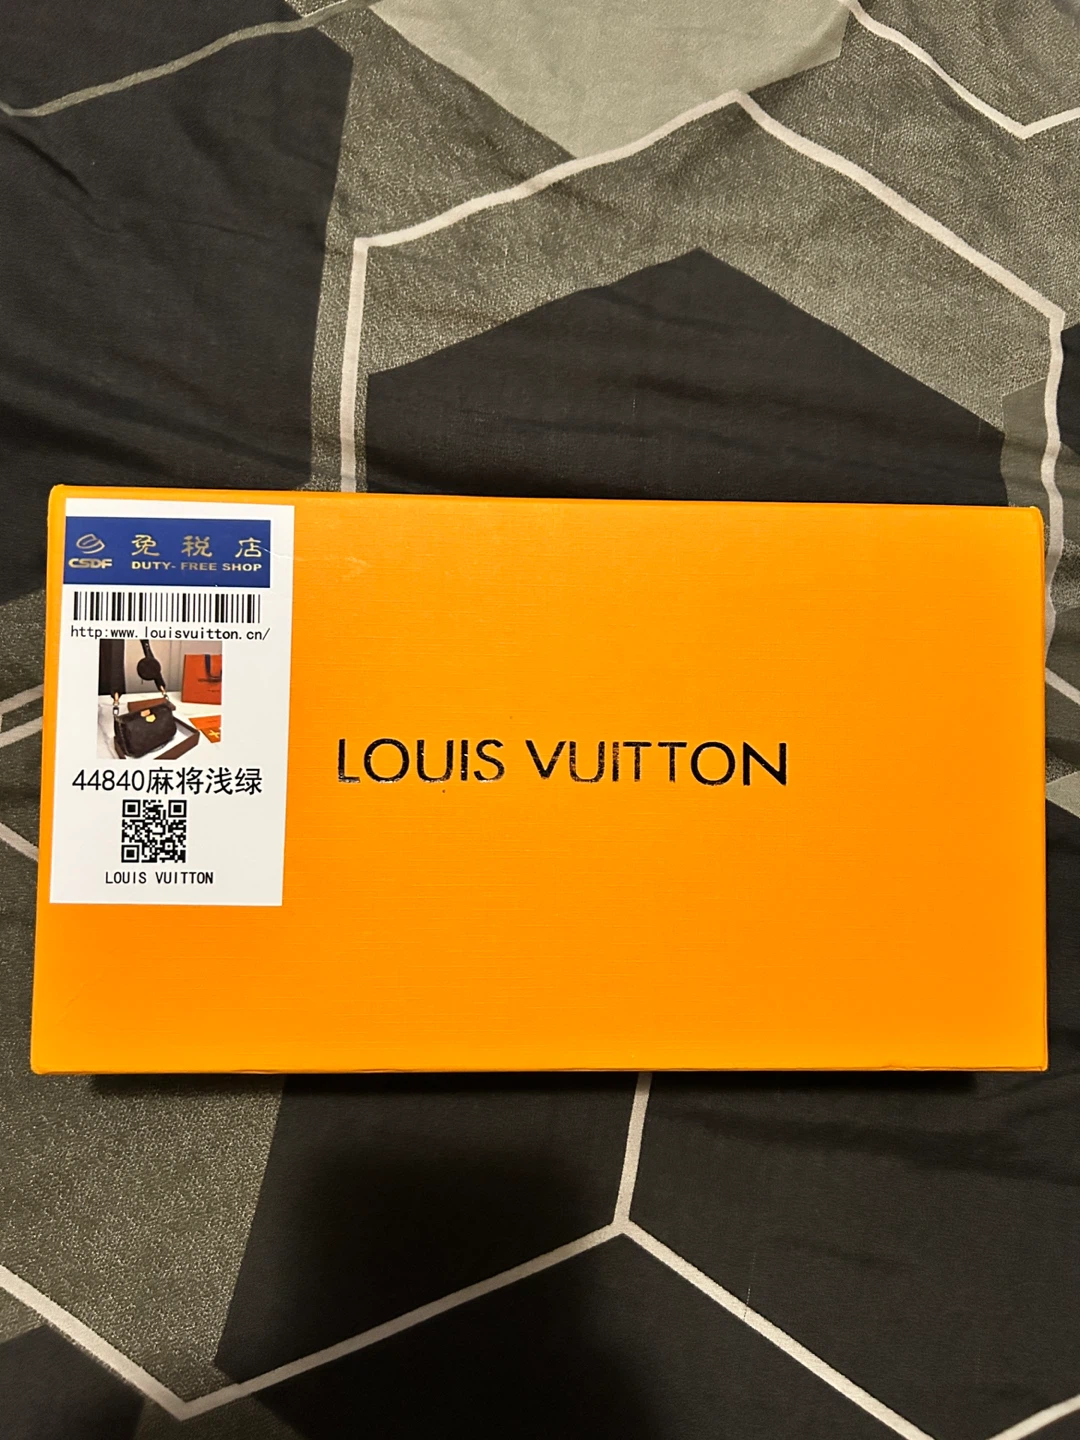 免税店
CSDF
DUTY- FREE SHOP
http:www.louisvuitton.cn/
44840麻将浅绿
LOUIS VUITTON
LOUIS VUITTON